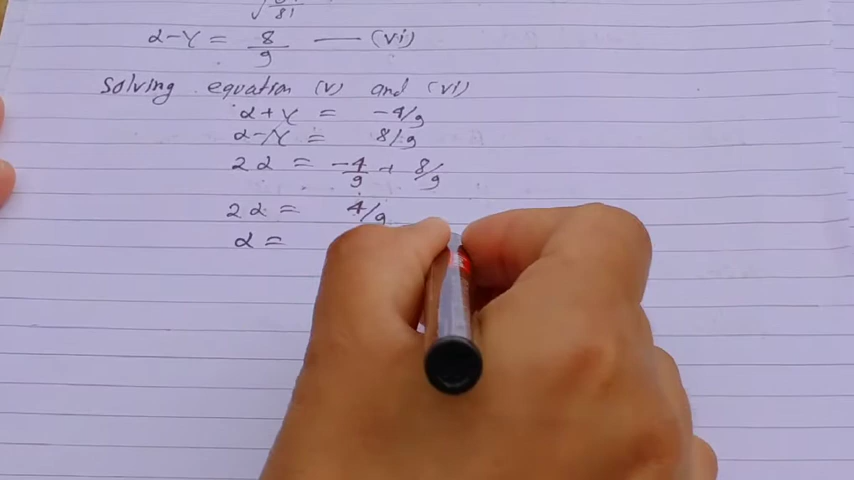 α-γ = 8/9 —— (vi)
Solving equation (v) and (vi)
α+γ = -4/9
α-γ = 8/9
2α = -4/9 + 8/9
2α = 4/9
α =